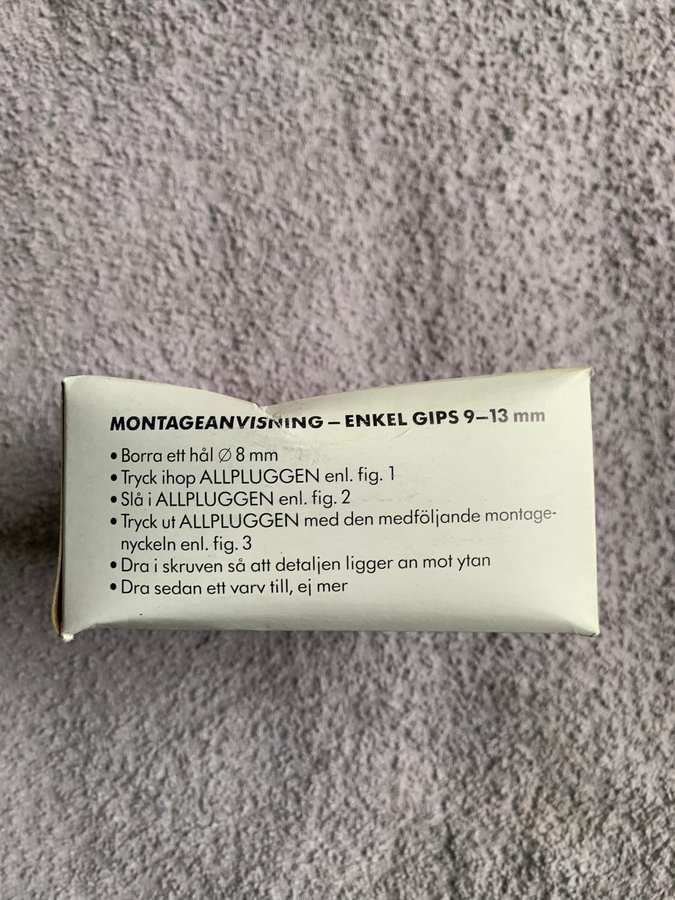 MONTAGEANVISNING – ENKEL GIPS 9–13 mm
• Borra ett hål Ø 8 mm
• Tryck ihop ALLPLUGGEN enl. fig. 1
• Slå i ALLPLUGGEN enl. fig. 2
• Tryck ut ALLPLUGGEN med den medföljande montage-
nyckeln enl. fig. 3
• Dra i skruven så att detaljen ligger an mot ytan
• Dra sedan ett varv till, ej mer